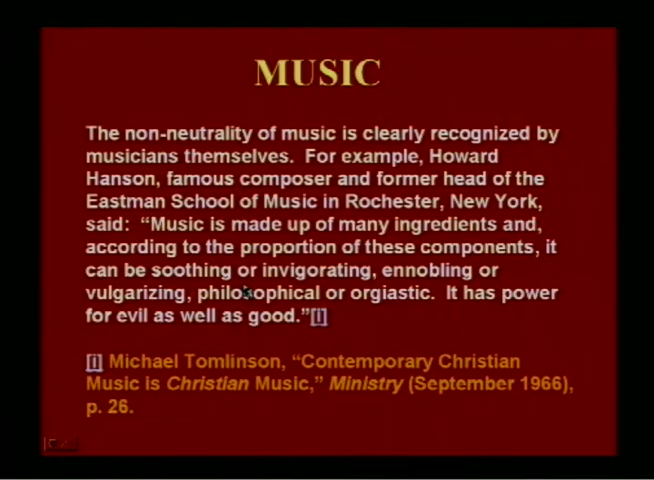 MUSIC
The non-neutrality of music is clearly recognized by
musicians themselves. For example, Howard
Hanson, famous composer and former head of the
Eastman School of Music in Rochester, New York,
said: “Music is made up of many ingredients and,
according to the proportion of these components, it
can be soothing or invigorating, ennobling or
vulgarizing, philosophical or orgiastic. It has power
for evil as well as good.”[i]
[i] Michael Tomlinson, “Contemporary Christian
Music is Christian Music,” Ministry (September 1966),
p. 26.